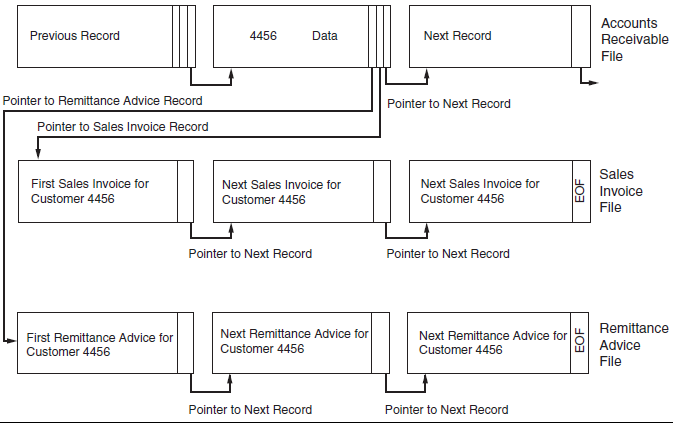 Previous Record
4456 Data
Next Record
Accounts
Receivable
File
Pointer to Remittance Advice Record
Pointer to Next Record
Pointer to Sales Invoice Record
First Sales Invoice for
Customer 4456
Next Sales Invoice for
Customer 4456
Next Sales Invoice for
Customer 4456
EOF
Sales
Invoice
File
Pointer to Next Record
Pointer to Next Record
First Remittance Advice for
Customer 4456
Next Remittance Advice for
Customer 4456
Next Remittance Advice for
Customer 4456
EOF
Remittance
Advice
File
Pointer to Next Record
Pointer to Next Record